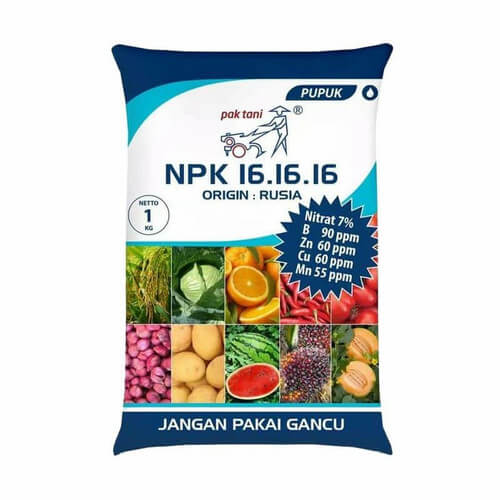 PUPUK
pak tani
®
NPK 16.16.16
ORIGIN : RUSIA
NETTO
1
KG
Nitrat 7%
B 90 ppm
Zn 60 ppm
Cu 60 ppm
Mn 55 ppm
JANGAN PAKAI GANCU